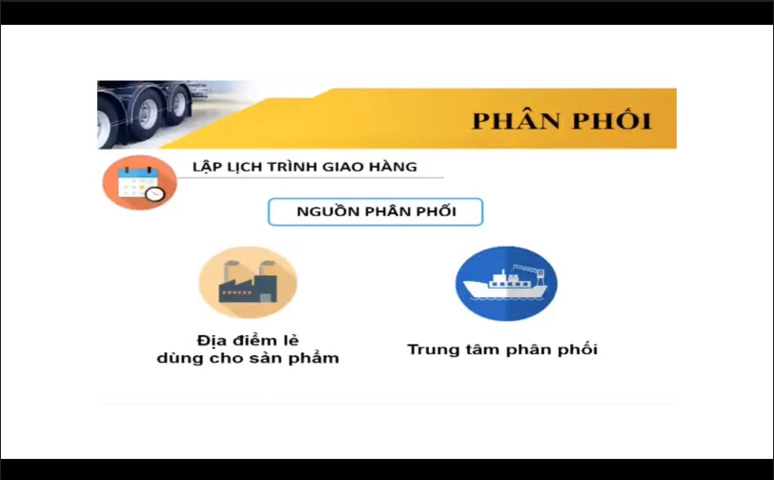 PHÂN PHỐI
LẬP LỊCH TRÌNH GIAO HÀNG
NGUỒN PHÂN PHỐI
Địa điểm lẻ
dùng cho sản phẩm
Trung tâm phân phối